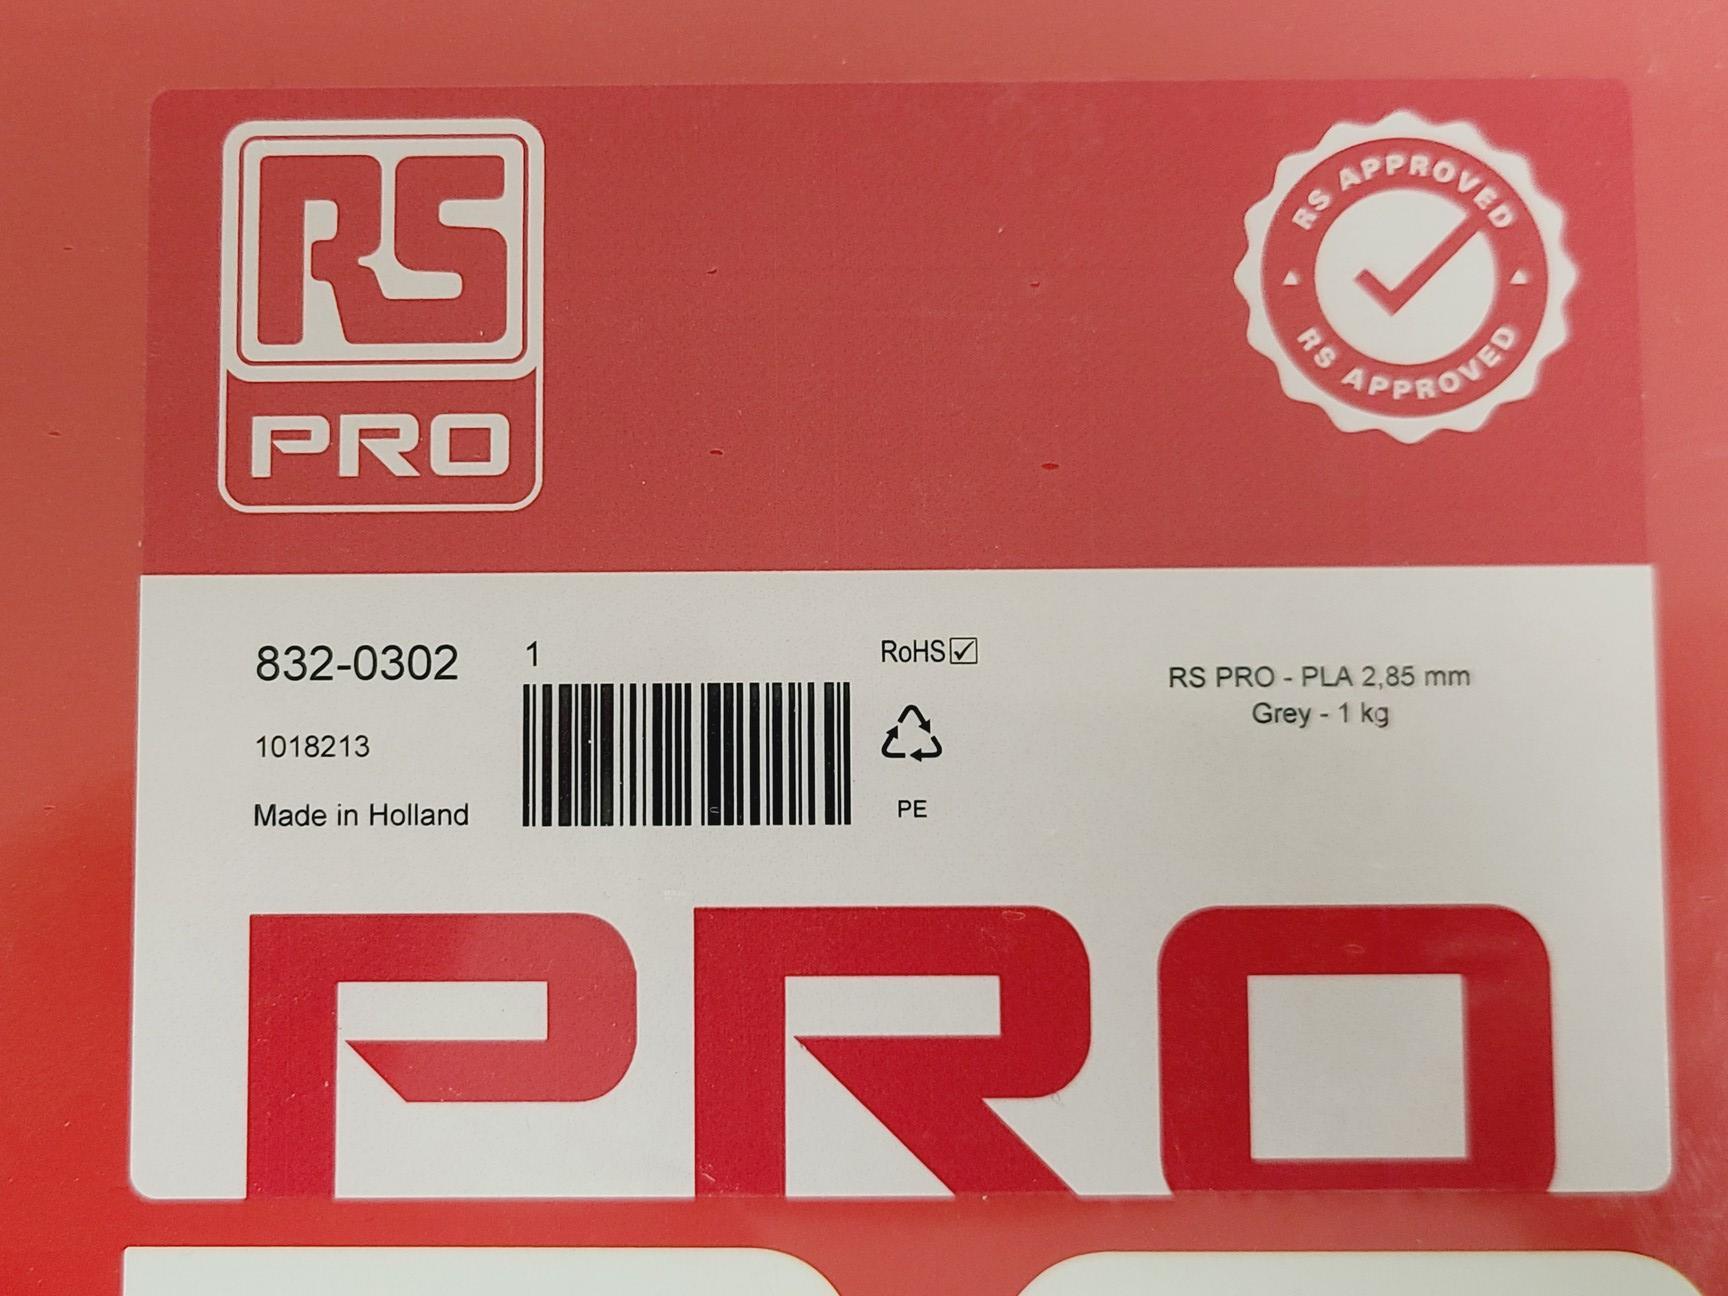 RS
PRO
RS APPROVED
RS APPROVED
832-0302
1
RoHS
RS PRO - PLA 2,85 mm
Grey - 1 kg
1018213
Made in Holland
PE
PRO